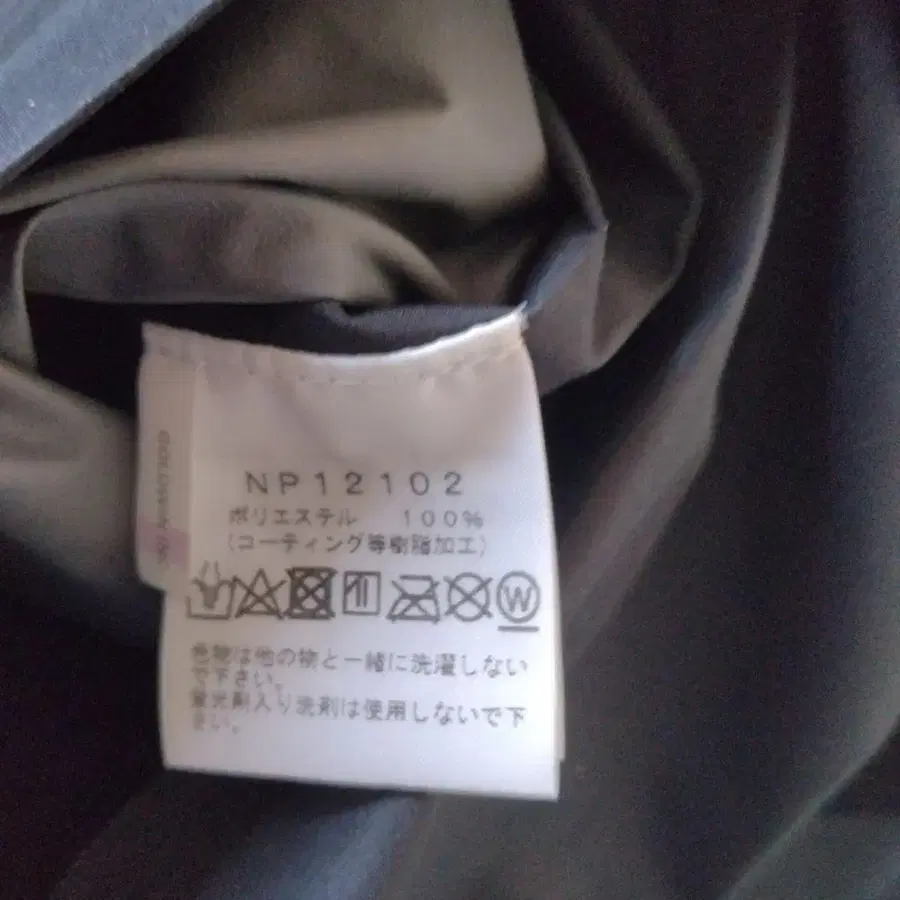 NP12102
ポリエステル 100%
(コーティング等樹脂加工)
W
色物は他の物と一緒に洗濯しない
で下さい。
蛍光剤入り洗剤は使用しないで下
さい。